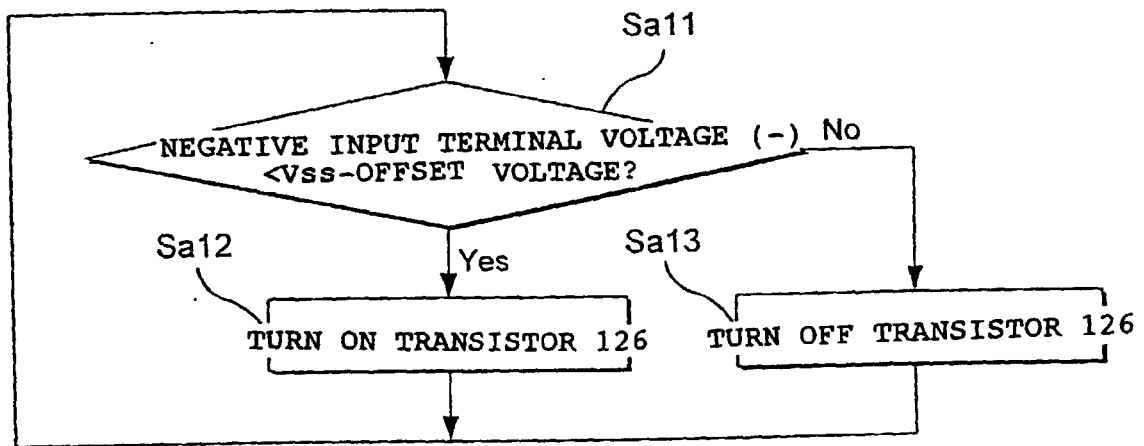 Sa11
NEGATIVE INPUT TERMINAL VOLTAGE (-)
<Vss-OFFSET VOLTAGE?
No
Yes
Sa12
TURN ON TRANSISTOR 126
Sa13
TURN OFF TRANSISTOR 126